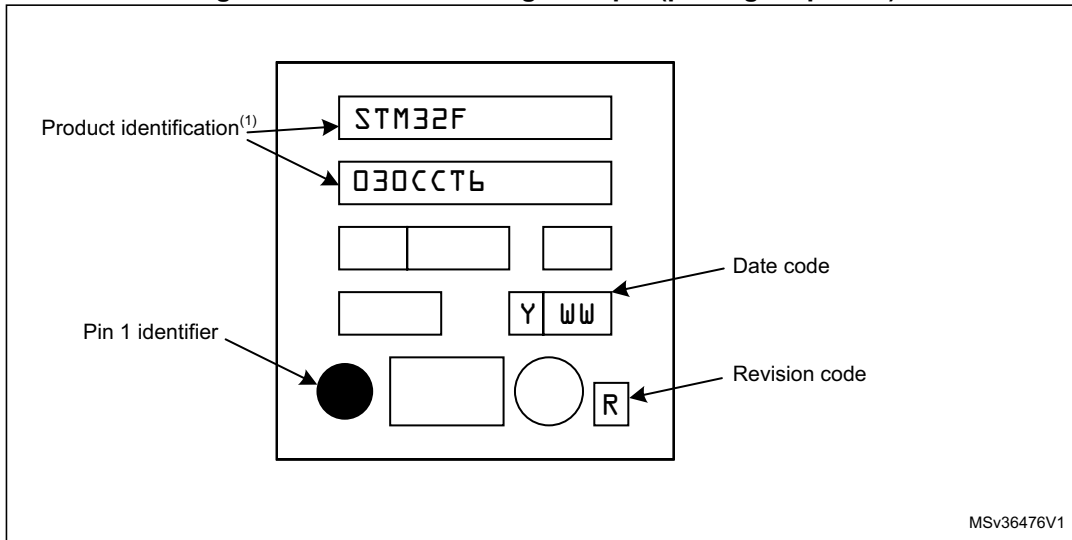 STM32F
Product identification(1)
030CCT6
Date code
Y WW
Pin 1 identifier
Revision code
R
MSv36476V1